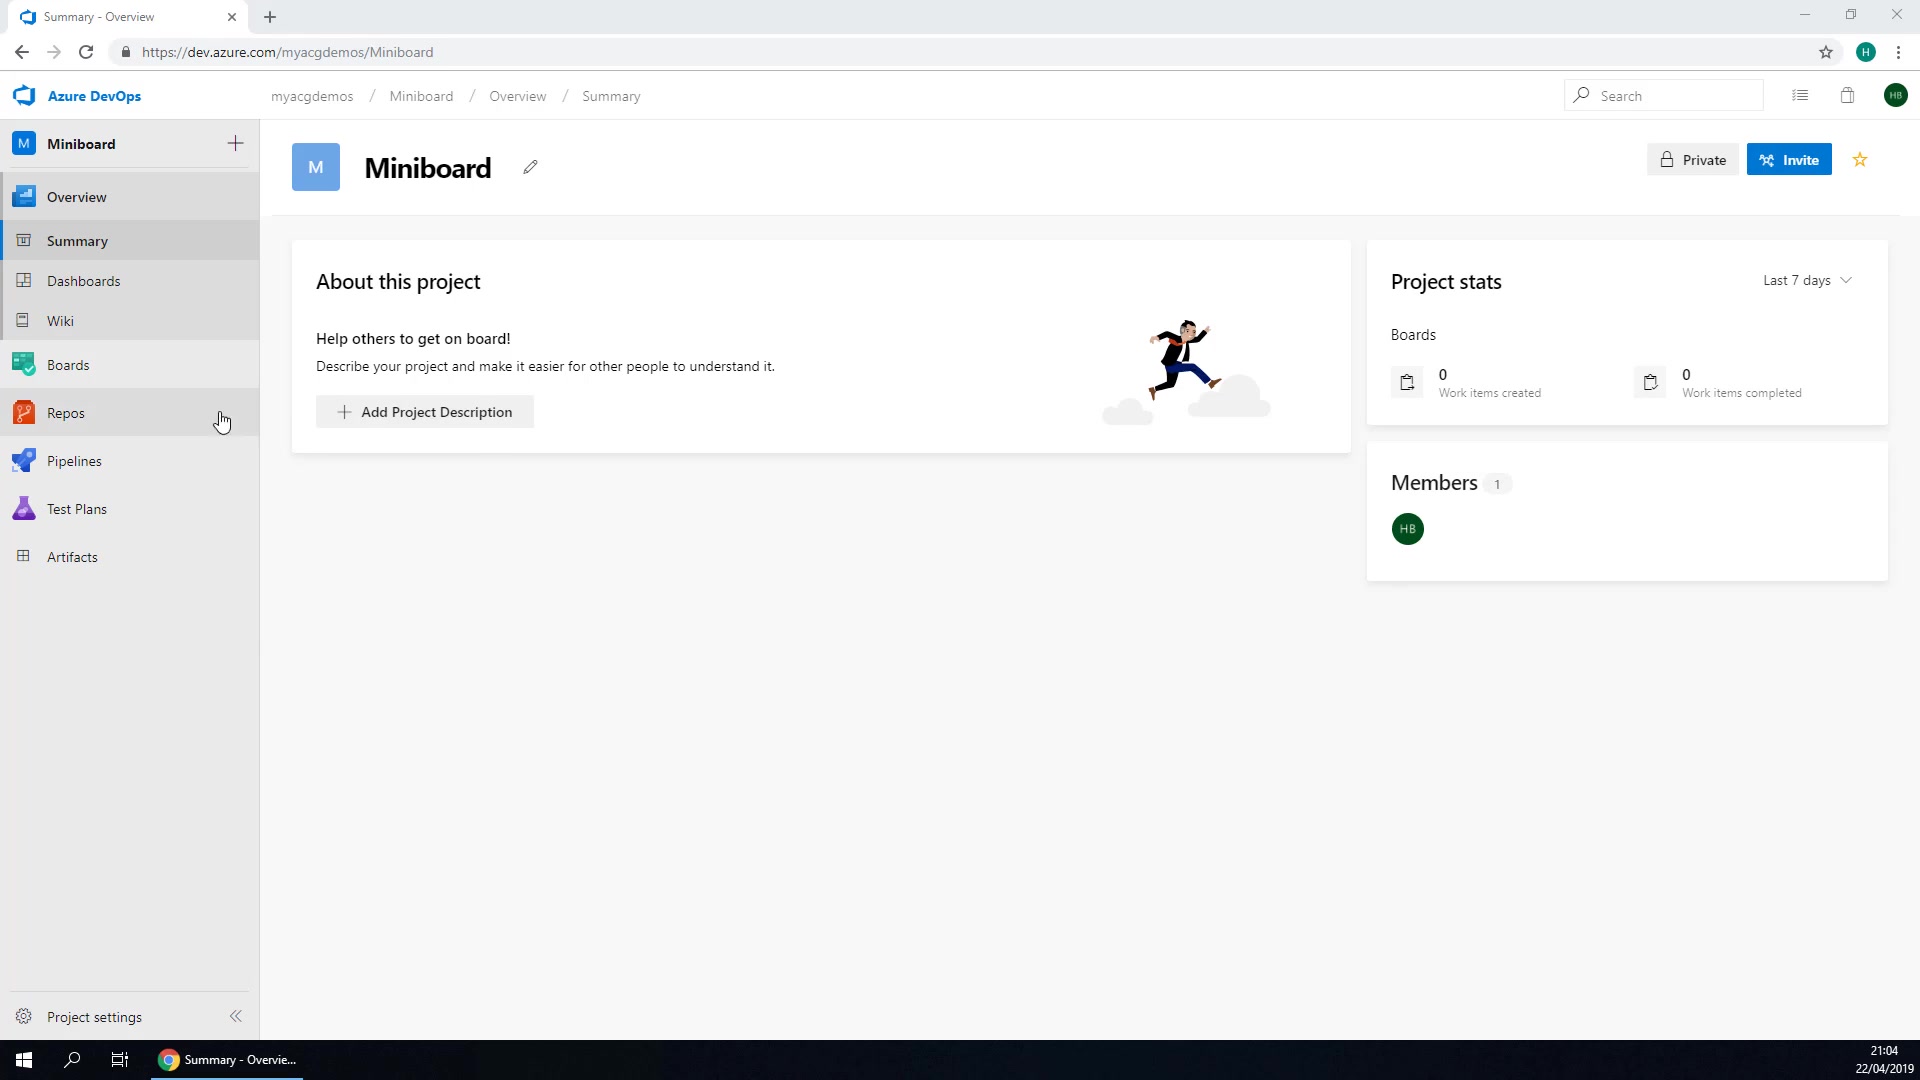 Summary - Overview
https://dev.azure.com/myacgdemos/Miniboard
H
Azure DevOps
myacgdemos / Miniboard / Overview / Summary
Search
HB
M
Miniboard
Overview
Summary
Dashboards
Wiki
Boards
Repos
Pipelines
Test Plans
Artifacts
Project settings
M
Miniboard
Private
Invite
About this project
Help others to get on board!
Describe your project and make it easier for other people to understand it.
Add Project Description
Project stats
Last 7 days
Boards
0
Work items created
0
Work items completed
Members 1
HB
Summary - Overvie...
21:04
22/04/2019